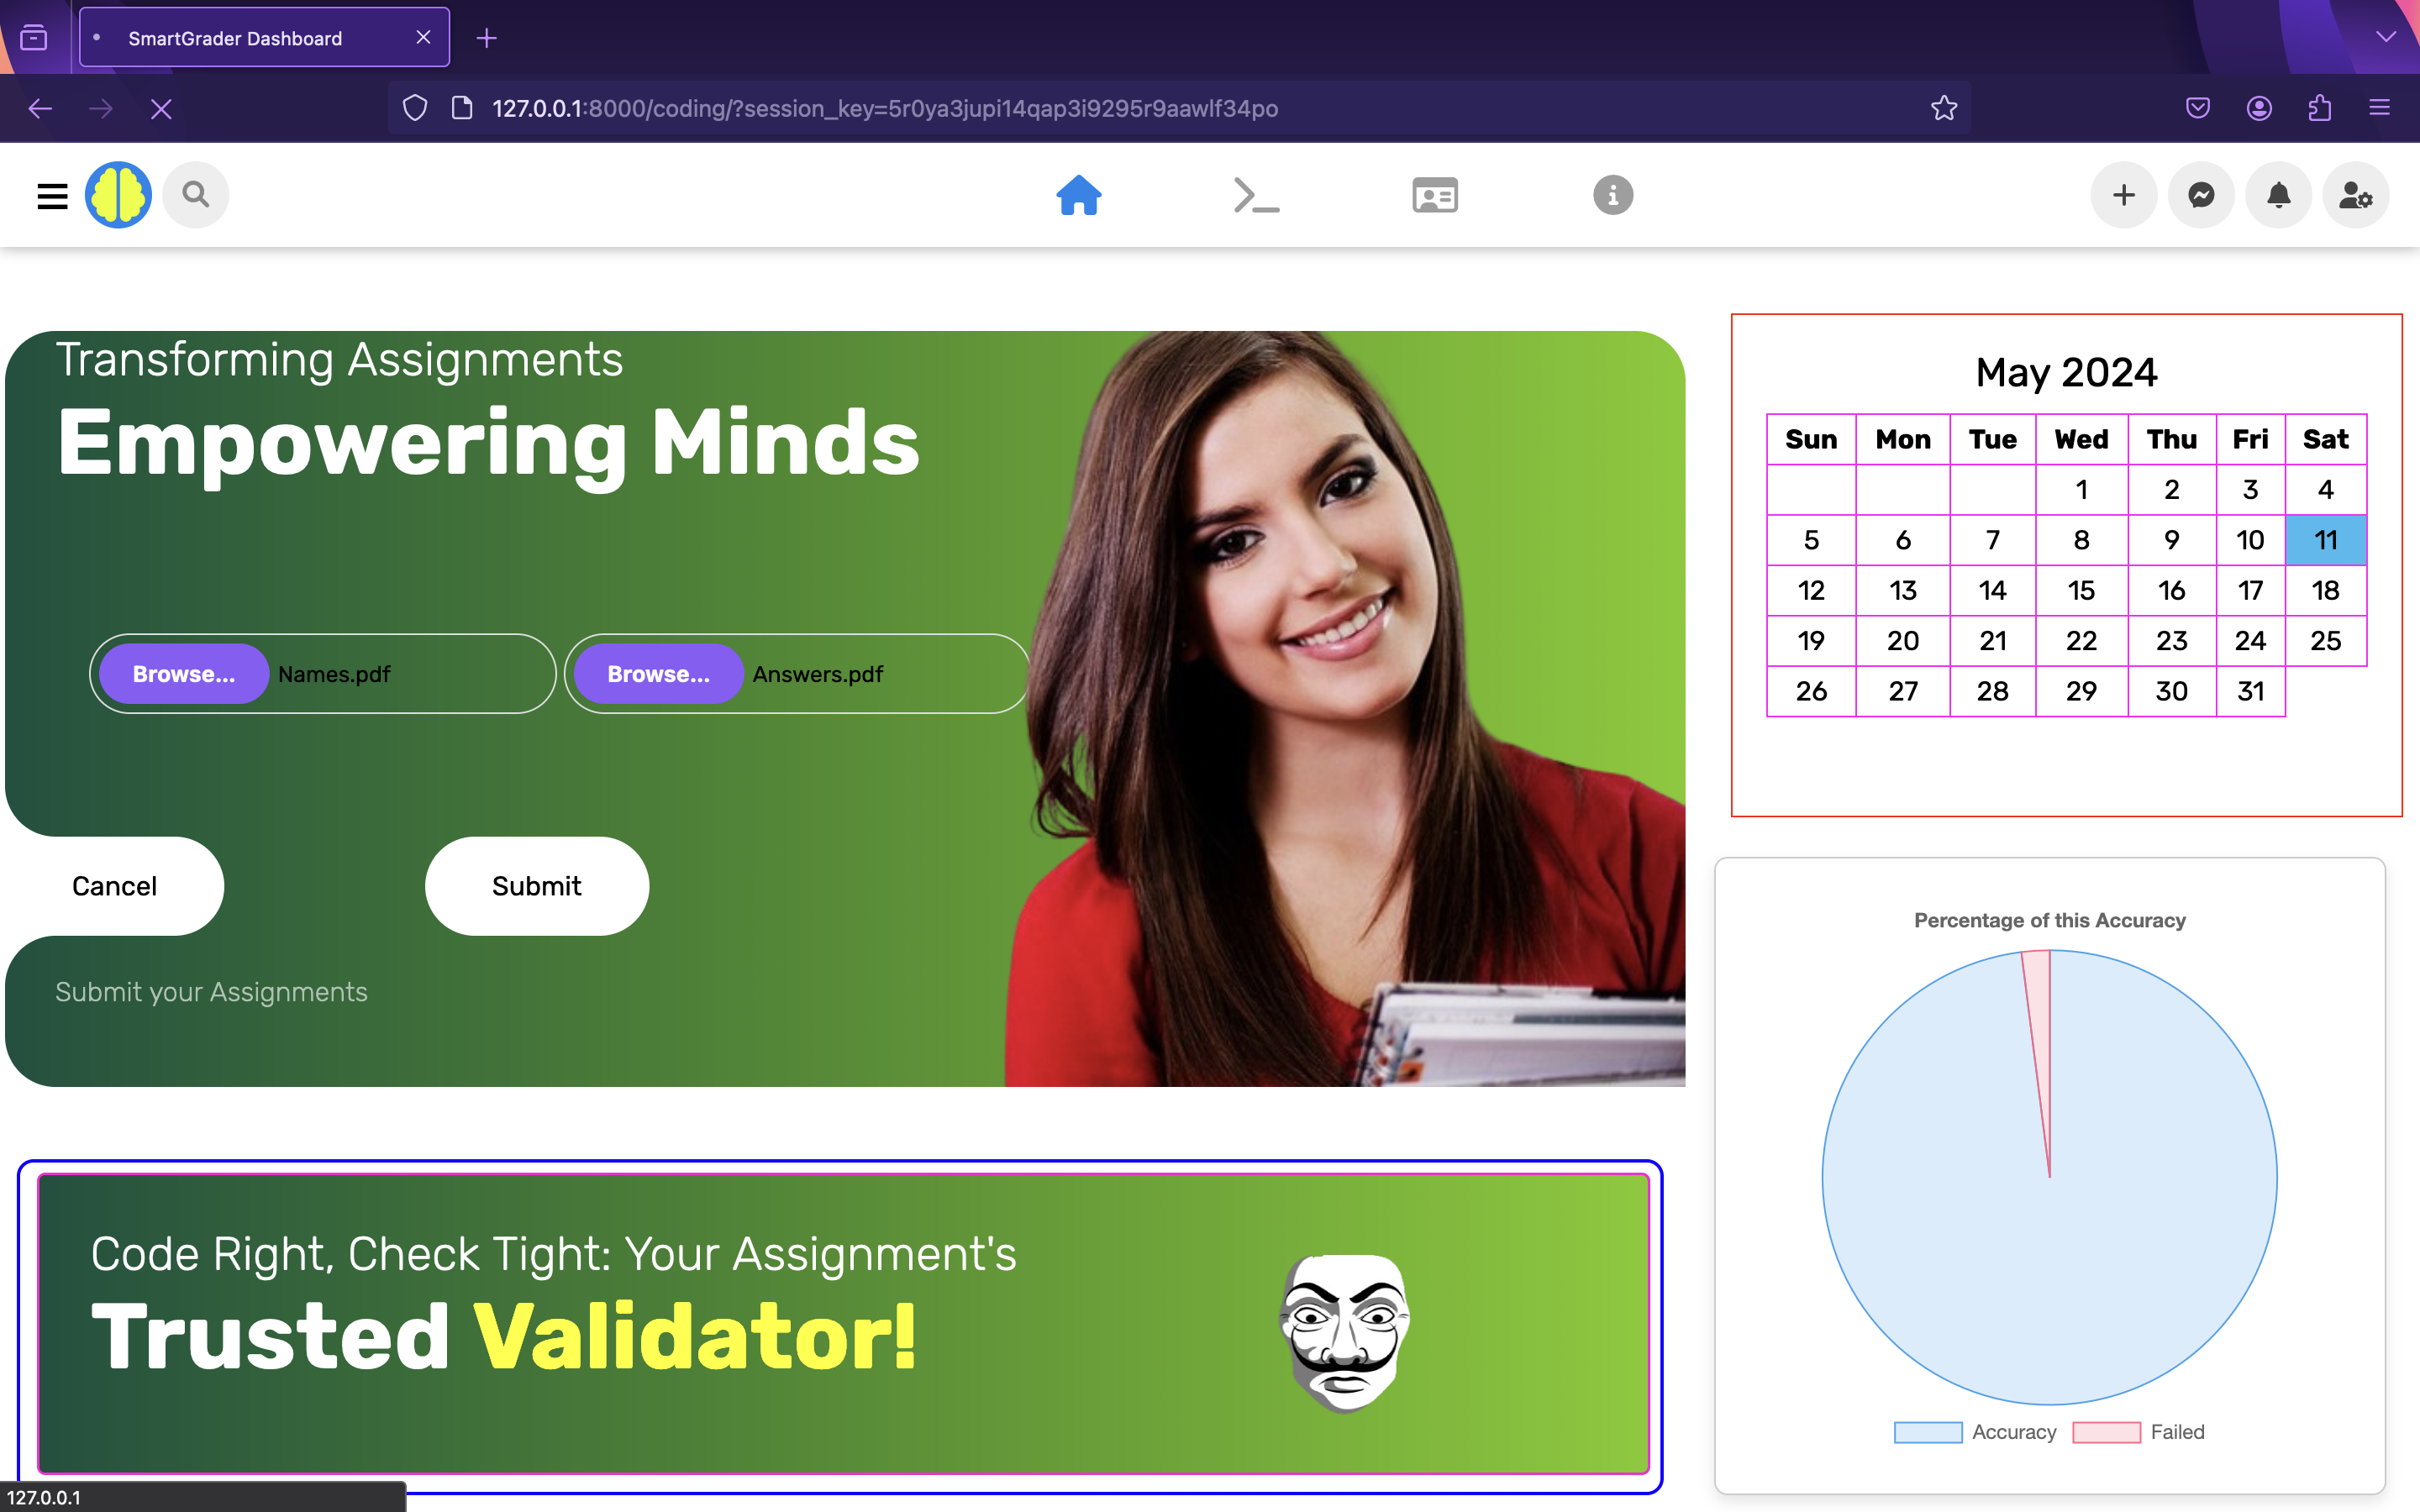 SmartGrader Dashboard
127.0.0.1:8000/coding/?session_key=5r0ya3jupi14qap3i9295r9aawlf34po
Transforming Assignments
Empowering Minds
Browse... Names.pdf
Browse... Answers.pdf
Cancel
Submit
Submit your Assignments
Code Right, Check Tight: Your Assignment's
Trusted Validator!
May 2024
Sun Mon Tue Wed Thu Fri Sat
1 2 3 4
5 6 7 8 9 10 11
12 13 14 15 16 17 18
19 20 21 22 23 24 25
26 27 28 29 30 31
Percentage of this Accuracy
Accuracy Failed
127.0.0.1